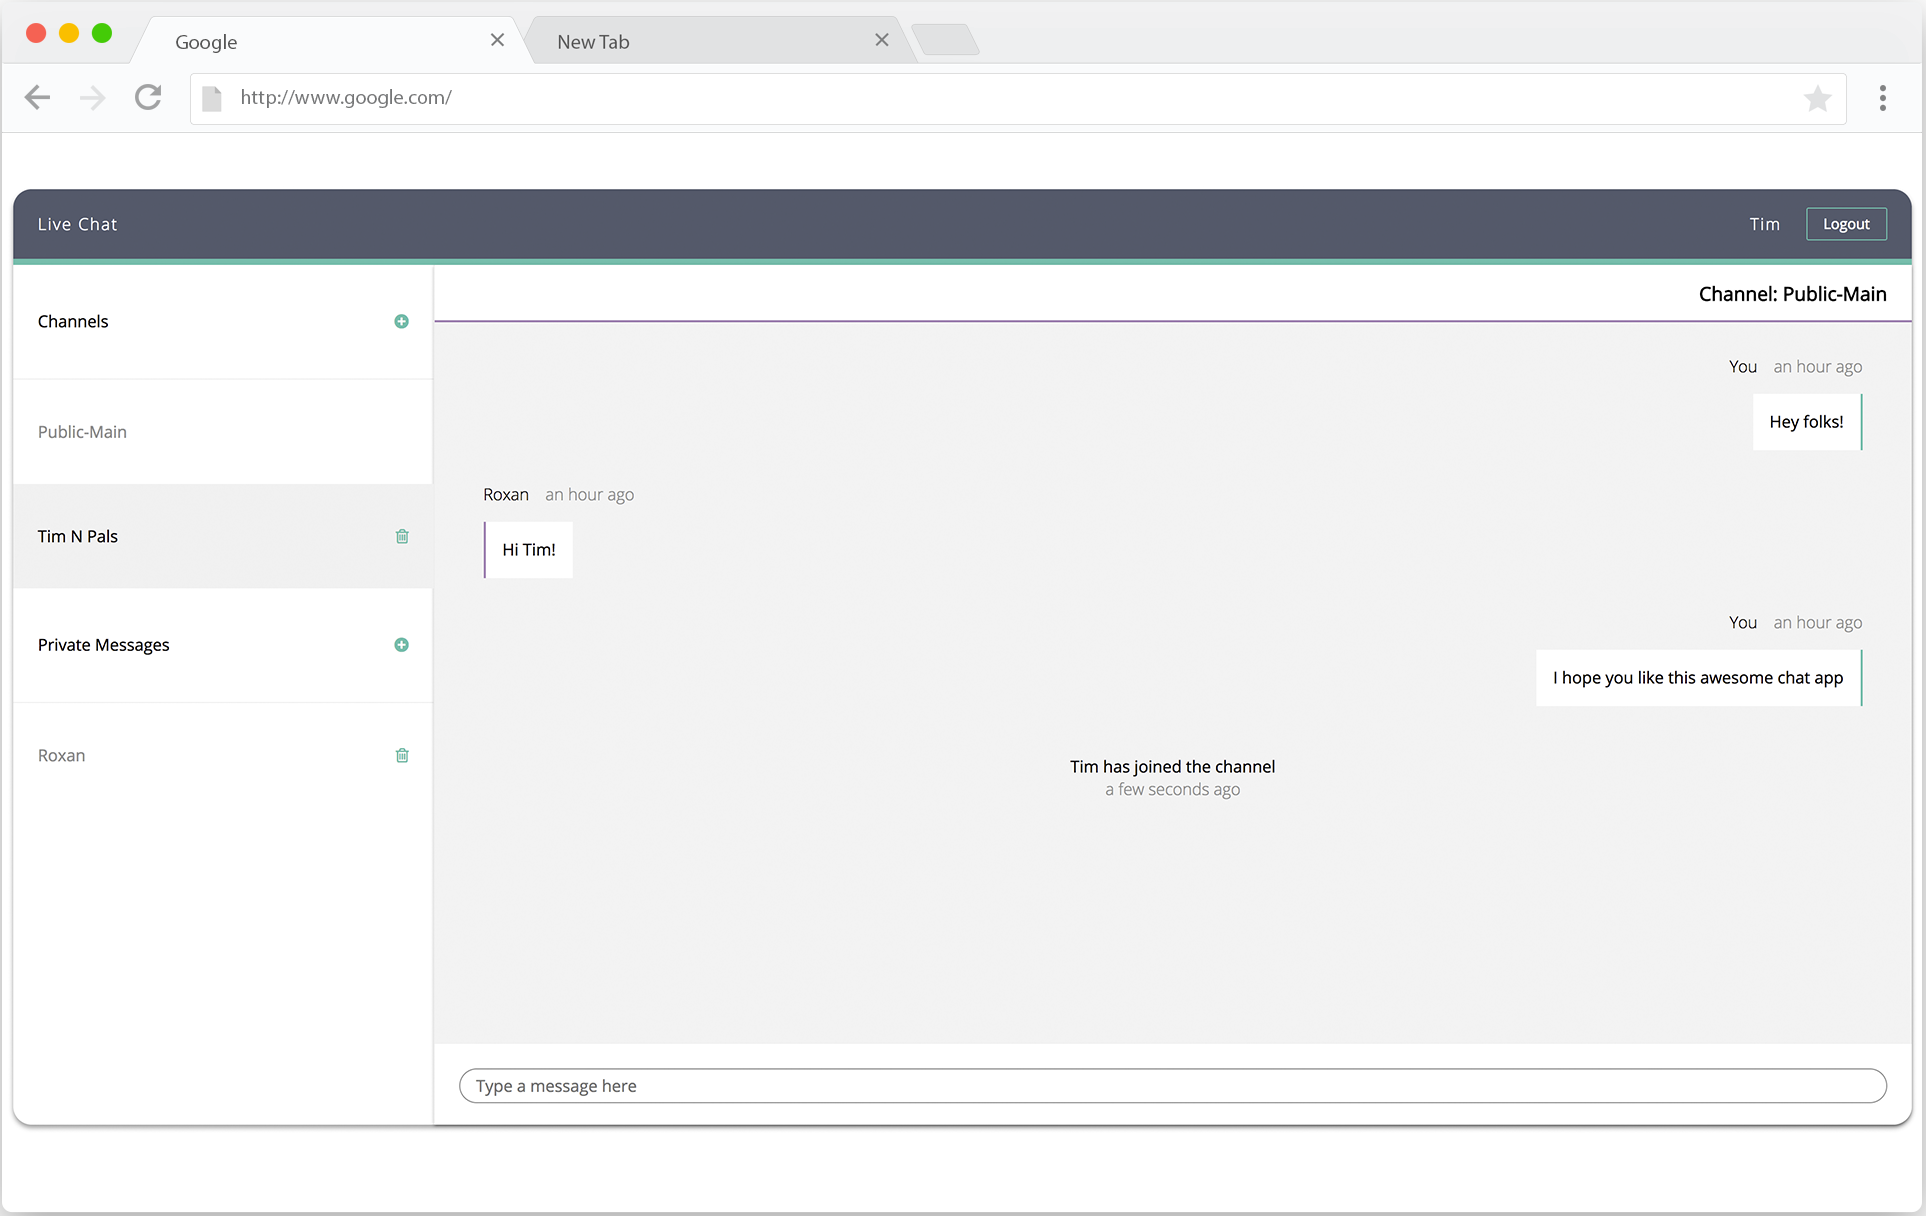 Google
New Tab
http://www.google.com/
Live Chat
Tim
Logout
Channels
Public-Main
Tim N Pals
Private Messages
Roxan
Channel: Public-Main
You an hour ago
Hey folks!
Roxan an hour ago
Hi Tim!
You an hour ago
I hope you like this awesome chat app
Tim has joined the channel
a few seconds ago
Type a message here